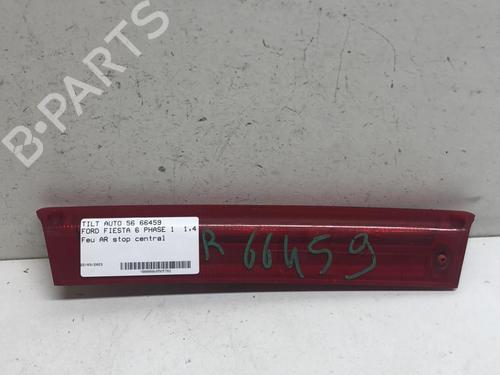 B-PARTS
TILT AUTO 56 66459
FORD FIESTA 6 PHASE 1 1.4
Feu AR stop central
R 66459